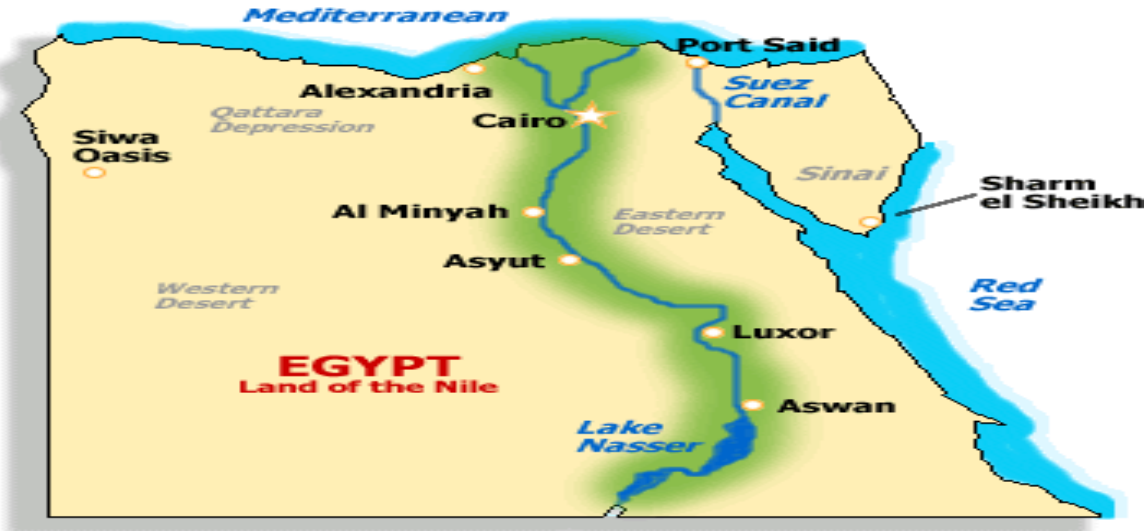 Mediterranean
Port Said
Alexandria
Suez
Canal
Qattara
Depression
Cairo
Siwa
Oasis
Sinai
Sharm
el Sheikh
Al Minyah
Eastern
Desert
Asyut
Western
Desert
Red
Sea
Luxor
EGYPT
Land of the Nile
Aswan
Lake
Nasser